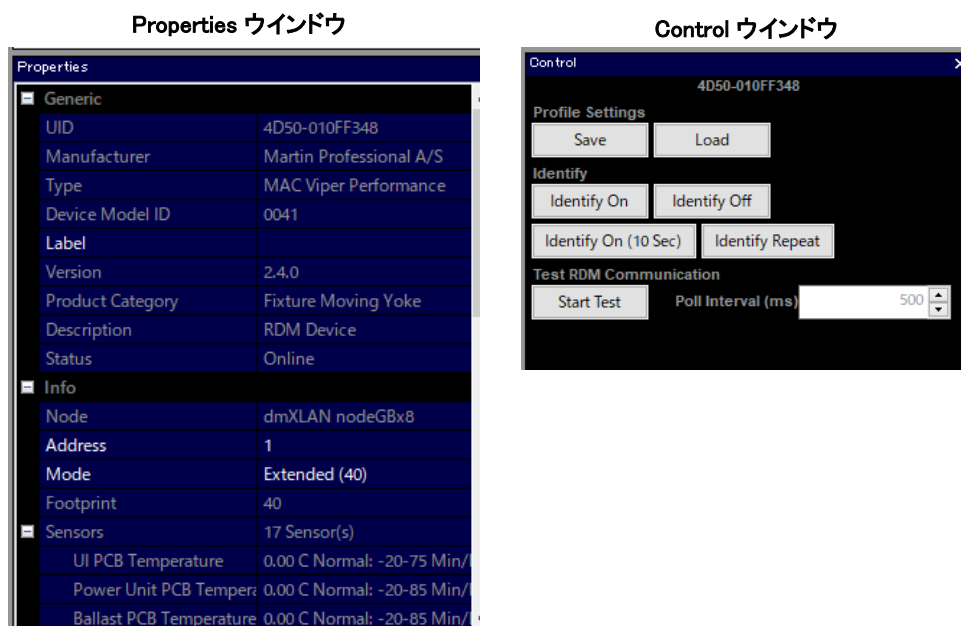 Properties ウインドウ
Properties
Generic
UID 4D50-010FF348
Manufacturer Martin Professional A/S
Type MAC Viper Performance
Device Model ID 0041
Label
Version 2.4.0
Product Category Fixture Moving Yoke
Description RDM Device
Status Online
Info
Node dmXLAN nodeGBx8
Address 1
Mode Extended (40)
Footprint 40
Sensors 17 Sensor(s)
UI PCB Temperature 0.00 C Normal: -20-75 Min/
Power Unit PCB Tempera 0.00 C Normal: -20-85 Min/
Ballast PCB Temperature 0.00 C Normal: -20-85 Min/
Control ウインドウ
Control
4D50-010FF348
Profile Settings
Save Load
Identify
Identify On Identify Off
Identify On (10 Sec) Identify Repeat
Test RDM Communication
Start Test Poll Interval (ms) 500